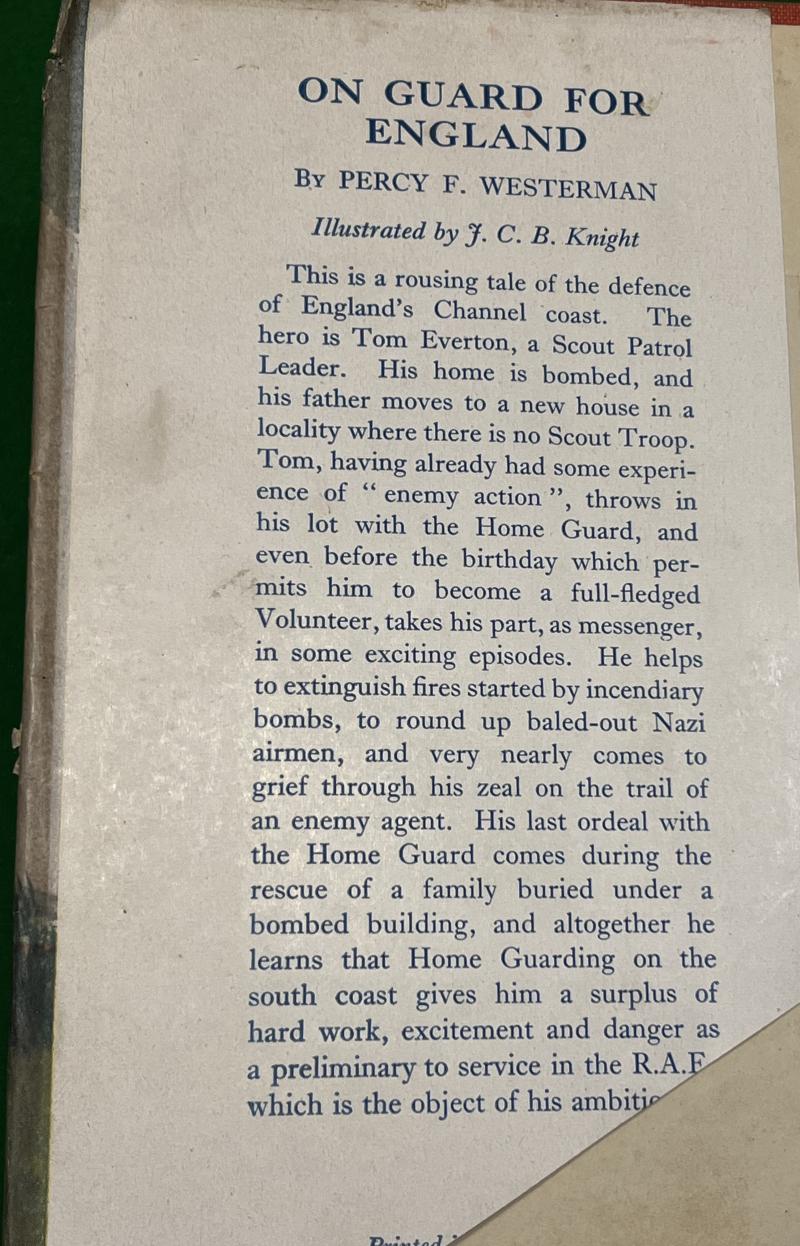 ON GUARD FOR
ENGLAND
By PERCY F. WESTERMAN
Illustrated by J. C. B. Knight
This is a rousing tale of the defence
of England's Channel coast. The
hero is Tom Everton, a Scout Patrol
Leader. His home is bombed, and
his father moves to a new house in a
locality where there is no Scout Troop.
Tom, having already had some experi-
ence of “ enemy action ”, throws in
his lot with the Home Guard, and
even before the birthday which per-
mits him to become a full-fledged
Volunteer, takes his part, as messenger,
in some exciting episodes. He helps
to extinguish fires started by incendiary
bombs, to round up baled-out Nazi
airmen, and very nearly comes to
grief through his zeal on the trail of
an enemy agent. His last ordeal with
the Home Guard comes during the
rescue of a family buried under a
bombed building, and altogether he
learns that Home Guarding on the
south coast gives him a surplus of
hard work, excitement and danger as
a preliminary to service in the R.A.F.
which is the object of his
Printed